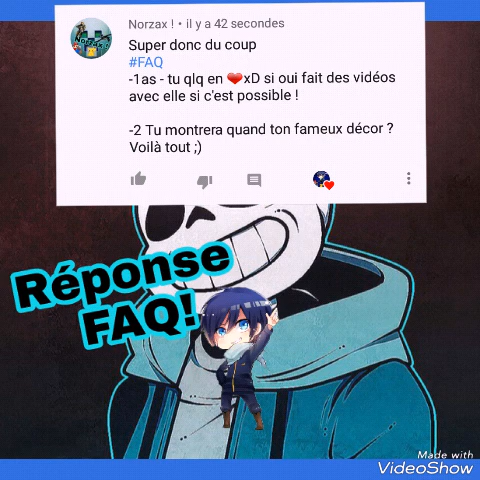 Norzax ! • il y a 42 secondes
Super donc du coup
#FAQ
-1as - tu qlq en ❤xD si oui fait des vidéos
avec elle si c'est possible !
-2 Tu montrera quand ton fameux décor ?
Voilà tout ;)
Réponse
FAQ!
Made with
VideoShow